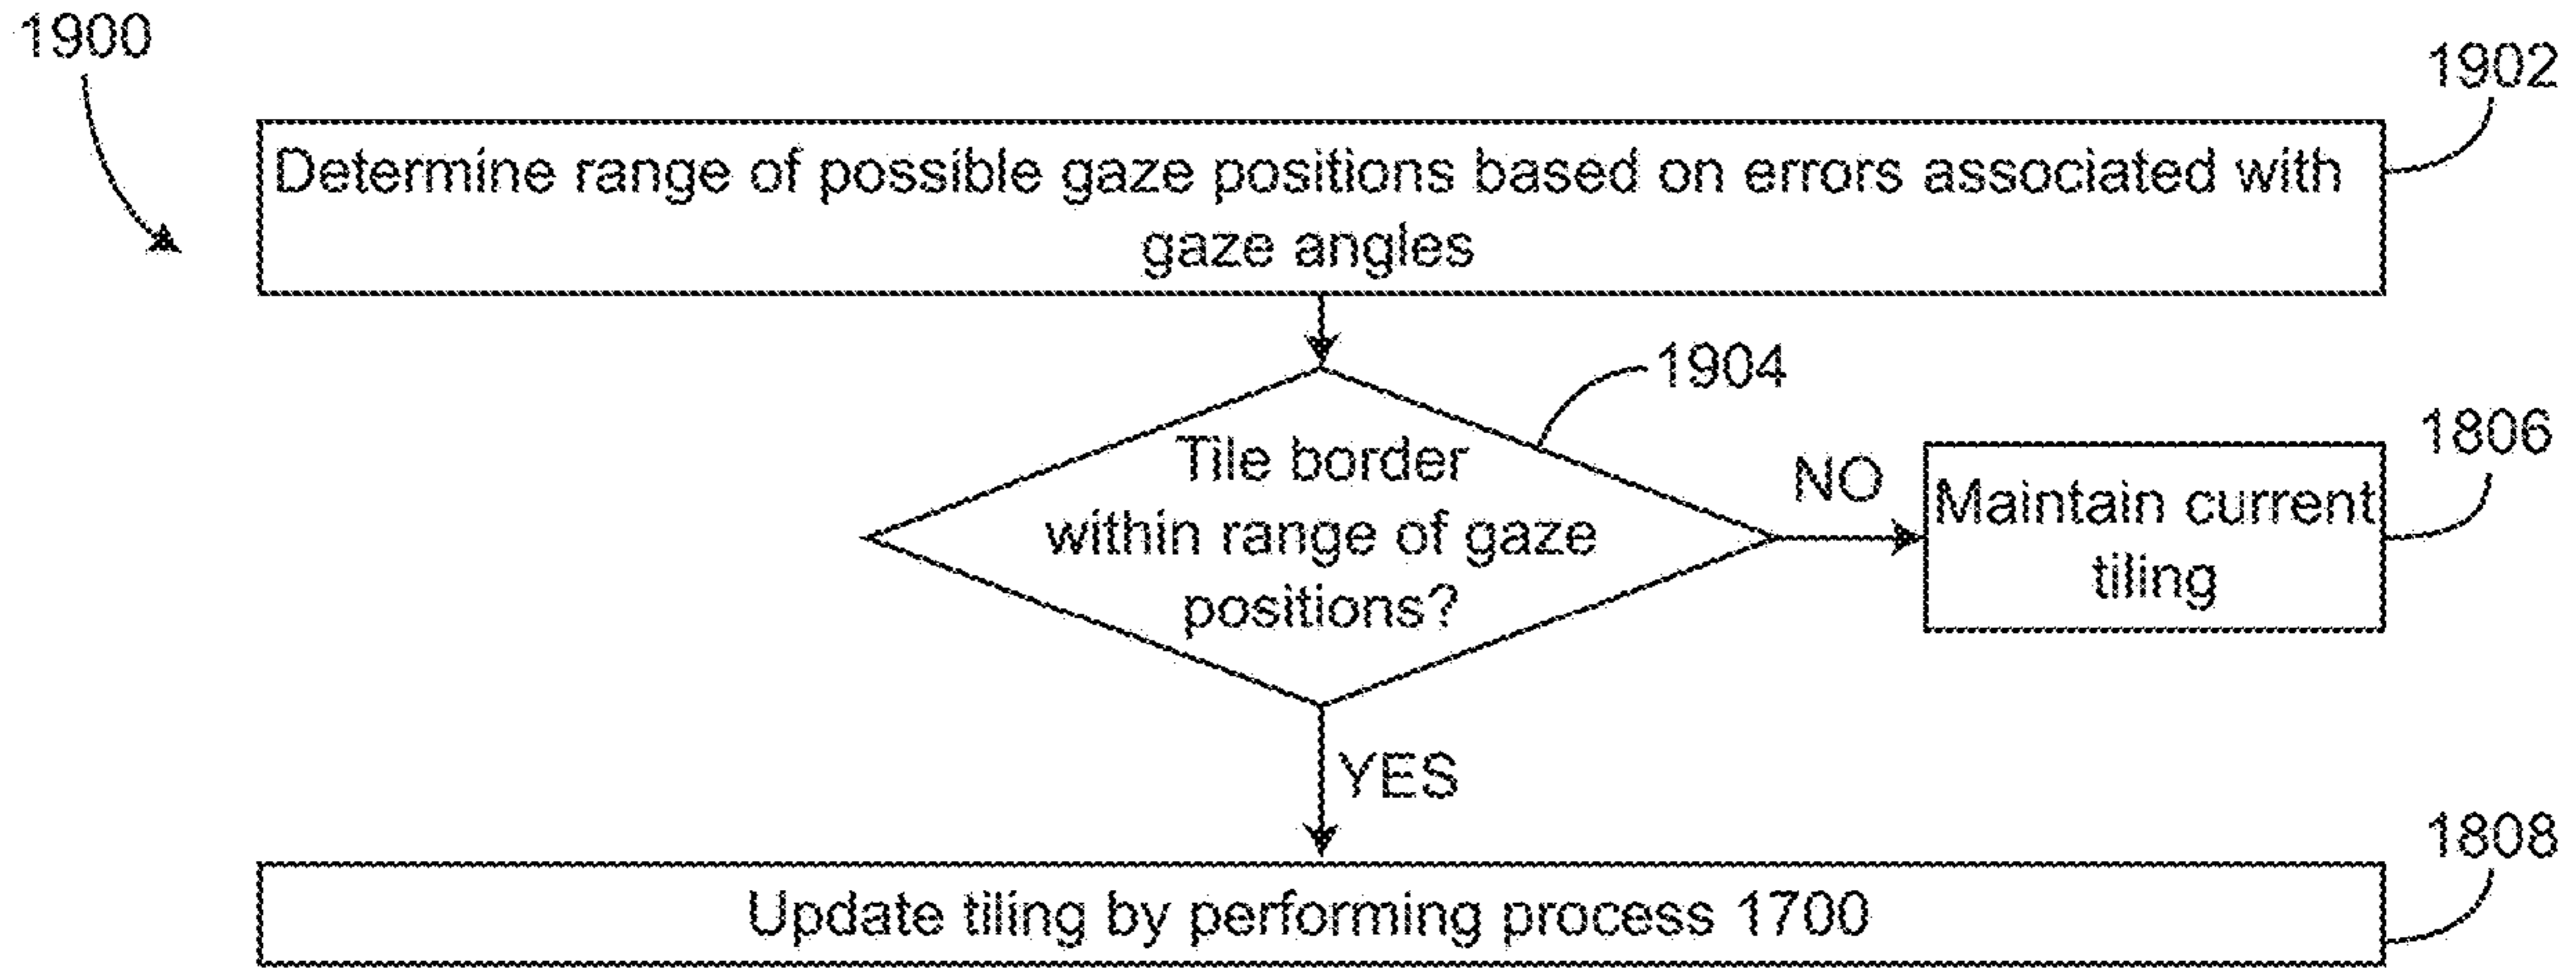 1900
1902
Determine range of possible gaze positions based on errors associated with
gaze angles
1904
Tile border
within range of gaze
positions?
NO
1806
Maintain current
tiling
YES
1808
Update tiling by performing process 1700